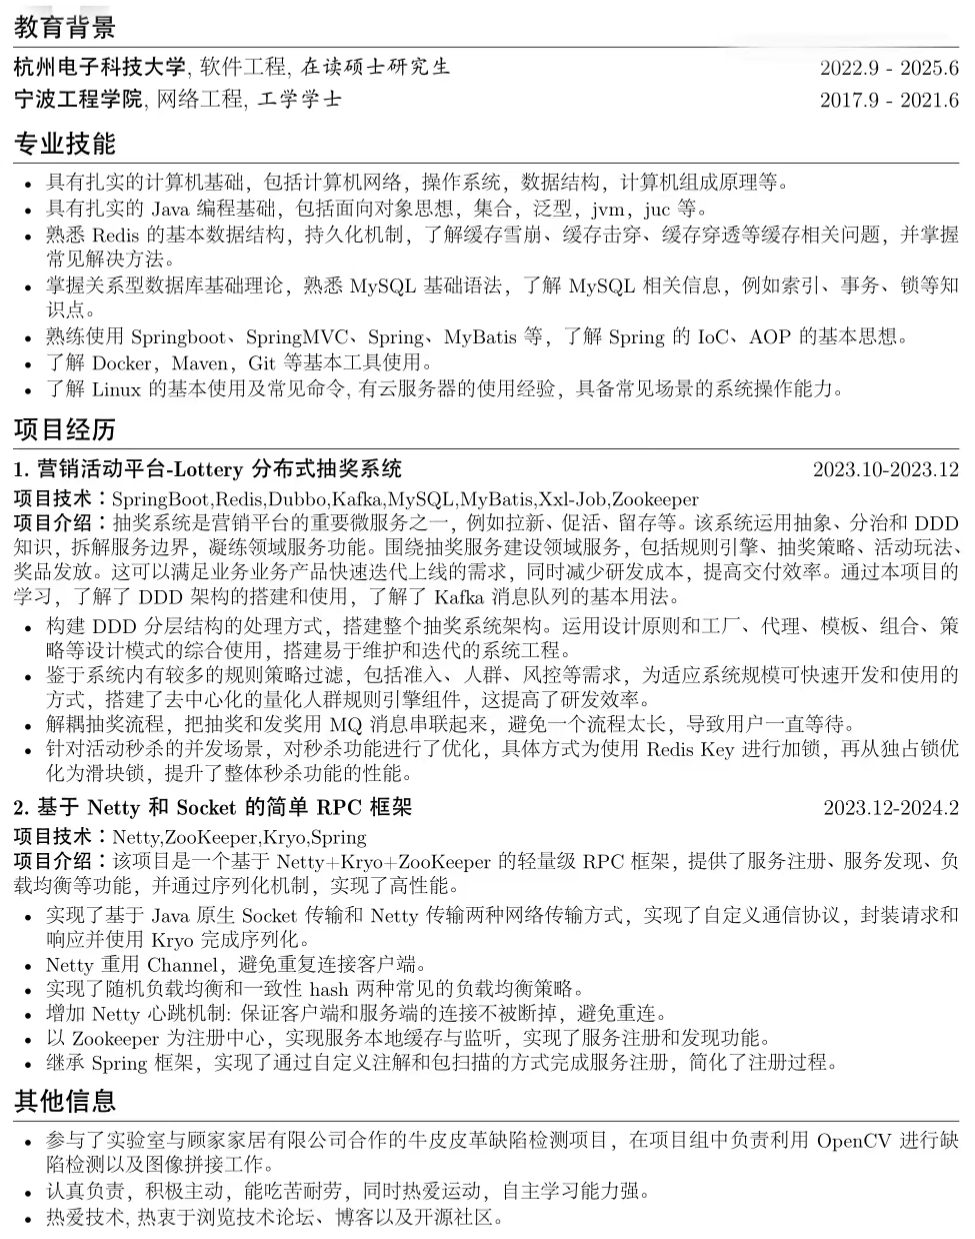 教育背景
杭州电子科技大学, 软件工程, 在读硕士研究生 2022.9 - 2025.6
宁波工程学院, 网络工程, 工学学士 2017.9 - 2021.6
专业技能
• 具有扎实的计算机基础，包括计算机网络，操作系统，数据结构，计算机组成原理等。
• 具有扎实的 Java 编程基础，包括面向对象思想，集合，泛型，jvm，juc 等。
• 熟悉 Redis 的基本数据结构，持久化机制，了解缓存雪崩、缓存击穿、缓存穿透等缓存相关问题，并掌握
常见解决方法。
• 掌握关系型数据库基础理论，熟悉 MySQL 基础语法，了解 MySQL 相关信息，例如索引、事务、锁等知
识点。
• 熟练使用 Springboot、SpringMVC、Spring、MyBatis 等，了解 Spring 的 IoC、AOP 的基本思想。
• 了解 Docker，Maven，Git 等基本工具使用。
• 了解 Linux 的基本使用及常见命令, 有云服务器的使用经验，具备常见场景的系统操作能力。
项目经历
1. 营销活动平台-Lottery 分布式抽奖系统 2023.10-2023.12
项目技术：SpringBoot,Redis,Dubbo,Kafka,MySQL,MyBatis,Xxl-Job,Zookeeper
项目介绍：抽奖系统是营销平台的重要微服务之一，例如拉新、促活、留存等。该系统运用抽象、分治和 DDD
知识，拆解服务边界，凝练领域服务功能。围绕抽奖服务建设领域服务，包括规则引擎、抽奖策略、活动玩法、
奖品发放。这可以满足业务业务产品快速迭代上线的需求，同时减少研发成本，提高交付效率。通过本项目的
学习，了解了 DDD 架构的搭建和使用，了解了 Kafka 消息队列的基本用法。
• 构建 DDD 分层结构的处理方式，搭建整个抽奖系统架构。运用设计原则和工厂、代理、模板、组合、策
略等设计模式的综合使用，搭建易于维护和迭代的系统工程。
• 鉴于系统内有较多的规则策略过滤，包括准入、人群、风控等需求，为适应系统规模可快速开发和使用的
方式，搭建了去中心化的量化人群规则引擎组件，这提高了研发效率。
• 解耦抽奖流程，把抽奖和发奖用 MQ 消息串联起来，避免一个流程太长，导致用户一直等待。
• 针对活动秒杀的并发场景，对秒杀功能进行了优化，具体方式为使用 Redis Key 进行加锁，再从独占锁优
化为滑块锁，提升了整体秒杀功能的性能。
2. 基于 Netty 和 Socket 的简单 RPC 框架 2023.12-2024.2
项目技术：Netty,ZooKeeper,Kryo,Spring
项目介绍：该项目是一个基于 Netty+Kryo+ZooKeeper 的轻量级 RPC 框架，提供了服务注册、服务发现、负
载均衡等功能，并通过序列化机制，实现了高性能。
• 实现了基于 Java 原生 Socket 传输和 Netty 传输两种网络传输方式，实现了自定义通信协议，封装请求和
响应并使用 Kryo 完成序列化。
• Netty 重用 Channel，避免重复连接客户端。
• 实现了随机负载均衡和一致性 hash 两种常见的负载均衡策略。
• 增加 Netty 心跳机制: 保证客户端和服务端的连接不被断掉，避免重连。
• 以 Zookeeper 为注册中心，实现服务本地缓存与监听，实现了服务注册和发现功能。
• 继承 Spring 框架，实现了通过自定义注解和包扫描的方式完成服务注册，简化了注册过程。
其他信息
• 参与了实验室与顾家家居有限公司合作的牛皮皮革缺陷检测项目，在项目组中负责利用 OpenCV 进行缺
陷检测以及图像拼接工作。
• 认真负责，积极主动，能吃苦耐劳，同时热爱运动，自主学习能力强。
• 热爱技术, 热衷于浏览技术论坛、博客以及开源社区。